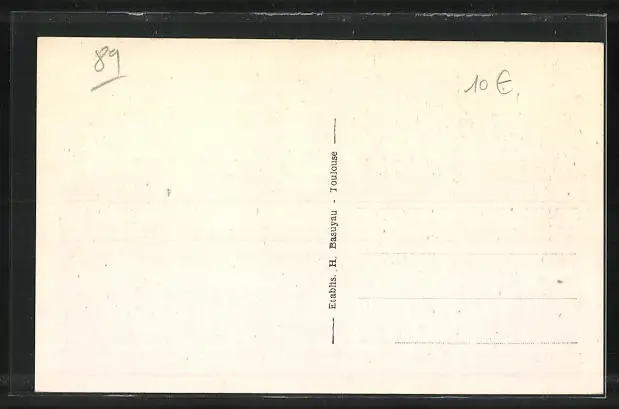 89
10 €
Etablis. H. Basuyau - Toulouse